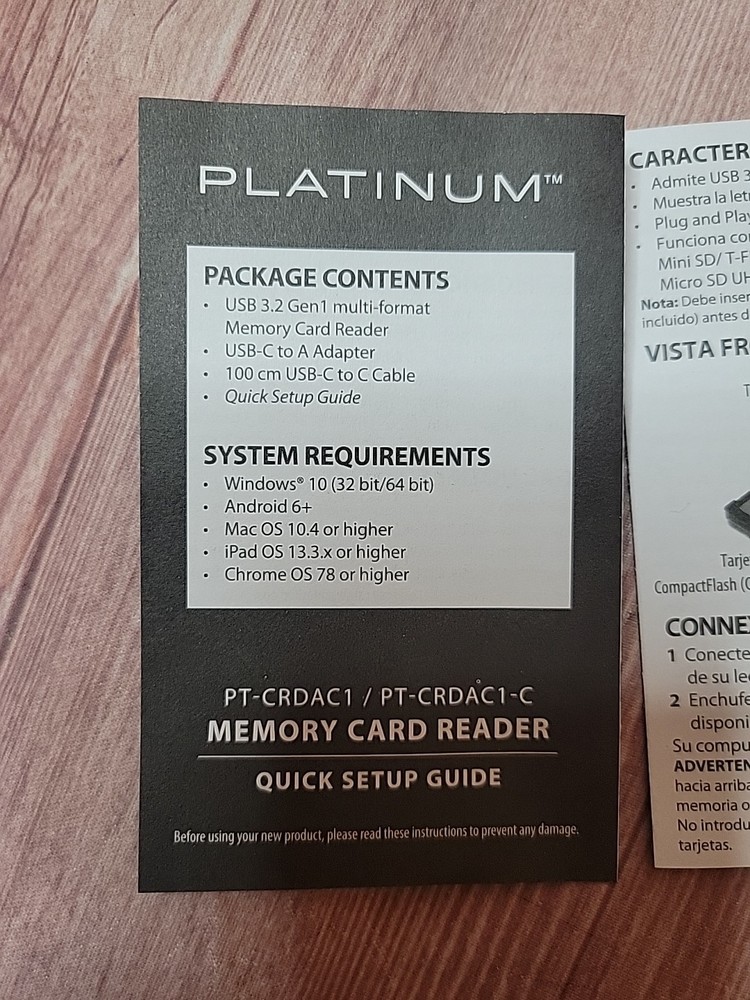 PLATINUM™
PACKAGE CONTENTS
• USB 3.2 Gen1 multi-format
Memory Card Reader
• USB-C to A Adapter
• 100 cm USB-C to C Cable
• Quick Setup Guide
SYSTEM REQUIREMENTS
• Windows® 10 (32 bit/64 bit)
• Android 6+
• Mac OS 10.4 or higher
• iPad OS 13.3.x or higher
• Chrome OS 78 or higher
PT-CRDAC1 / PT-CRDAC1-C
MEMORY CARD READER
QUICK SETUP GUIDE
Before using your new product, please read these instructions to prevent any damage.
CARACTER
• Admite USB 3
• Muestra la let
• Plug and Play
• Funciona co
Mini SD/ T-F
Micro SD UH
Nota: Debe inser
incluido) antes d
VISTA FR
T
Tarje
CompactFlash (C
CONNE
1 Conecte
de su le
2 Enchufe
disponi
Su compu
ADVERTEN
hacia arriba
memoria o
No introdu
tarjetas.